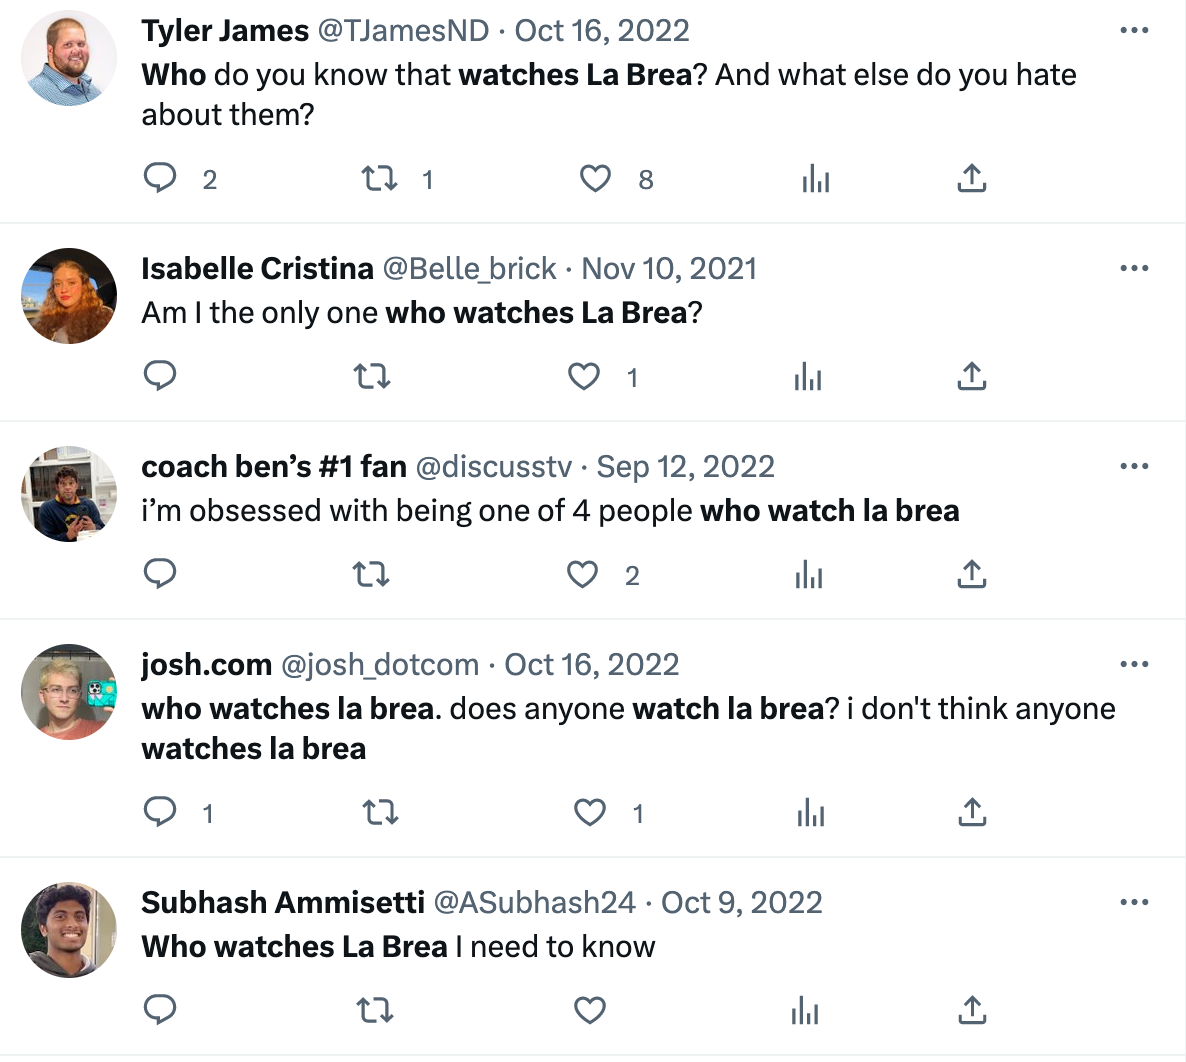 Tyler James @TJamesND · Oct 16, 2022
Who do you know that watches La Brea? And what else do you hate
about them?
2 1 8
Isabelle Cristina @Belle_brick · Nov 10, 2021
Am I the only one who watches La Brea?
1
coach ben’s #1 fan @discusstv · Sep 12, 2022
i’m obsessed with being one of 4 people who watch la brea
2
josh.com @josh_dotcom · Oct 16, 2022
who watches la brea. does anyone watch la brea? i don't think anyone
watches la brea
1 1
Subhash Ammisetti @ASubhash24 · Oct 9, 2022
Who watches La Brea I need to know